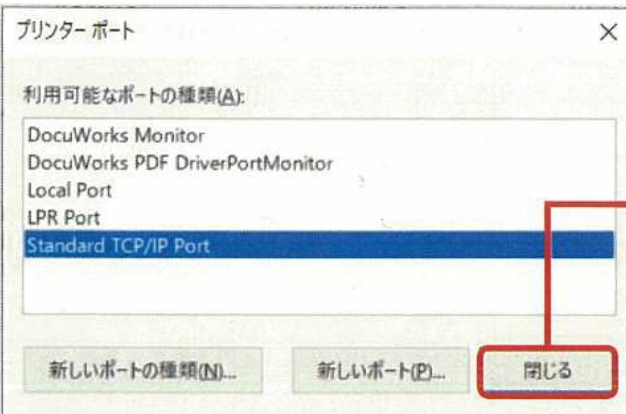 プリンター ポート
利用可能なポートの種類(A):
DocuWorks Monitor
DocuWorks PDF DriverPortMonitor
Local Port
LPR Port
Standard TCP/IP Port
新しいポートの種類(N)... 新しいポート(P)... 閉じる